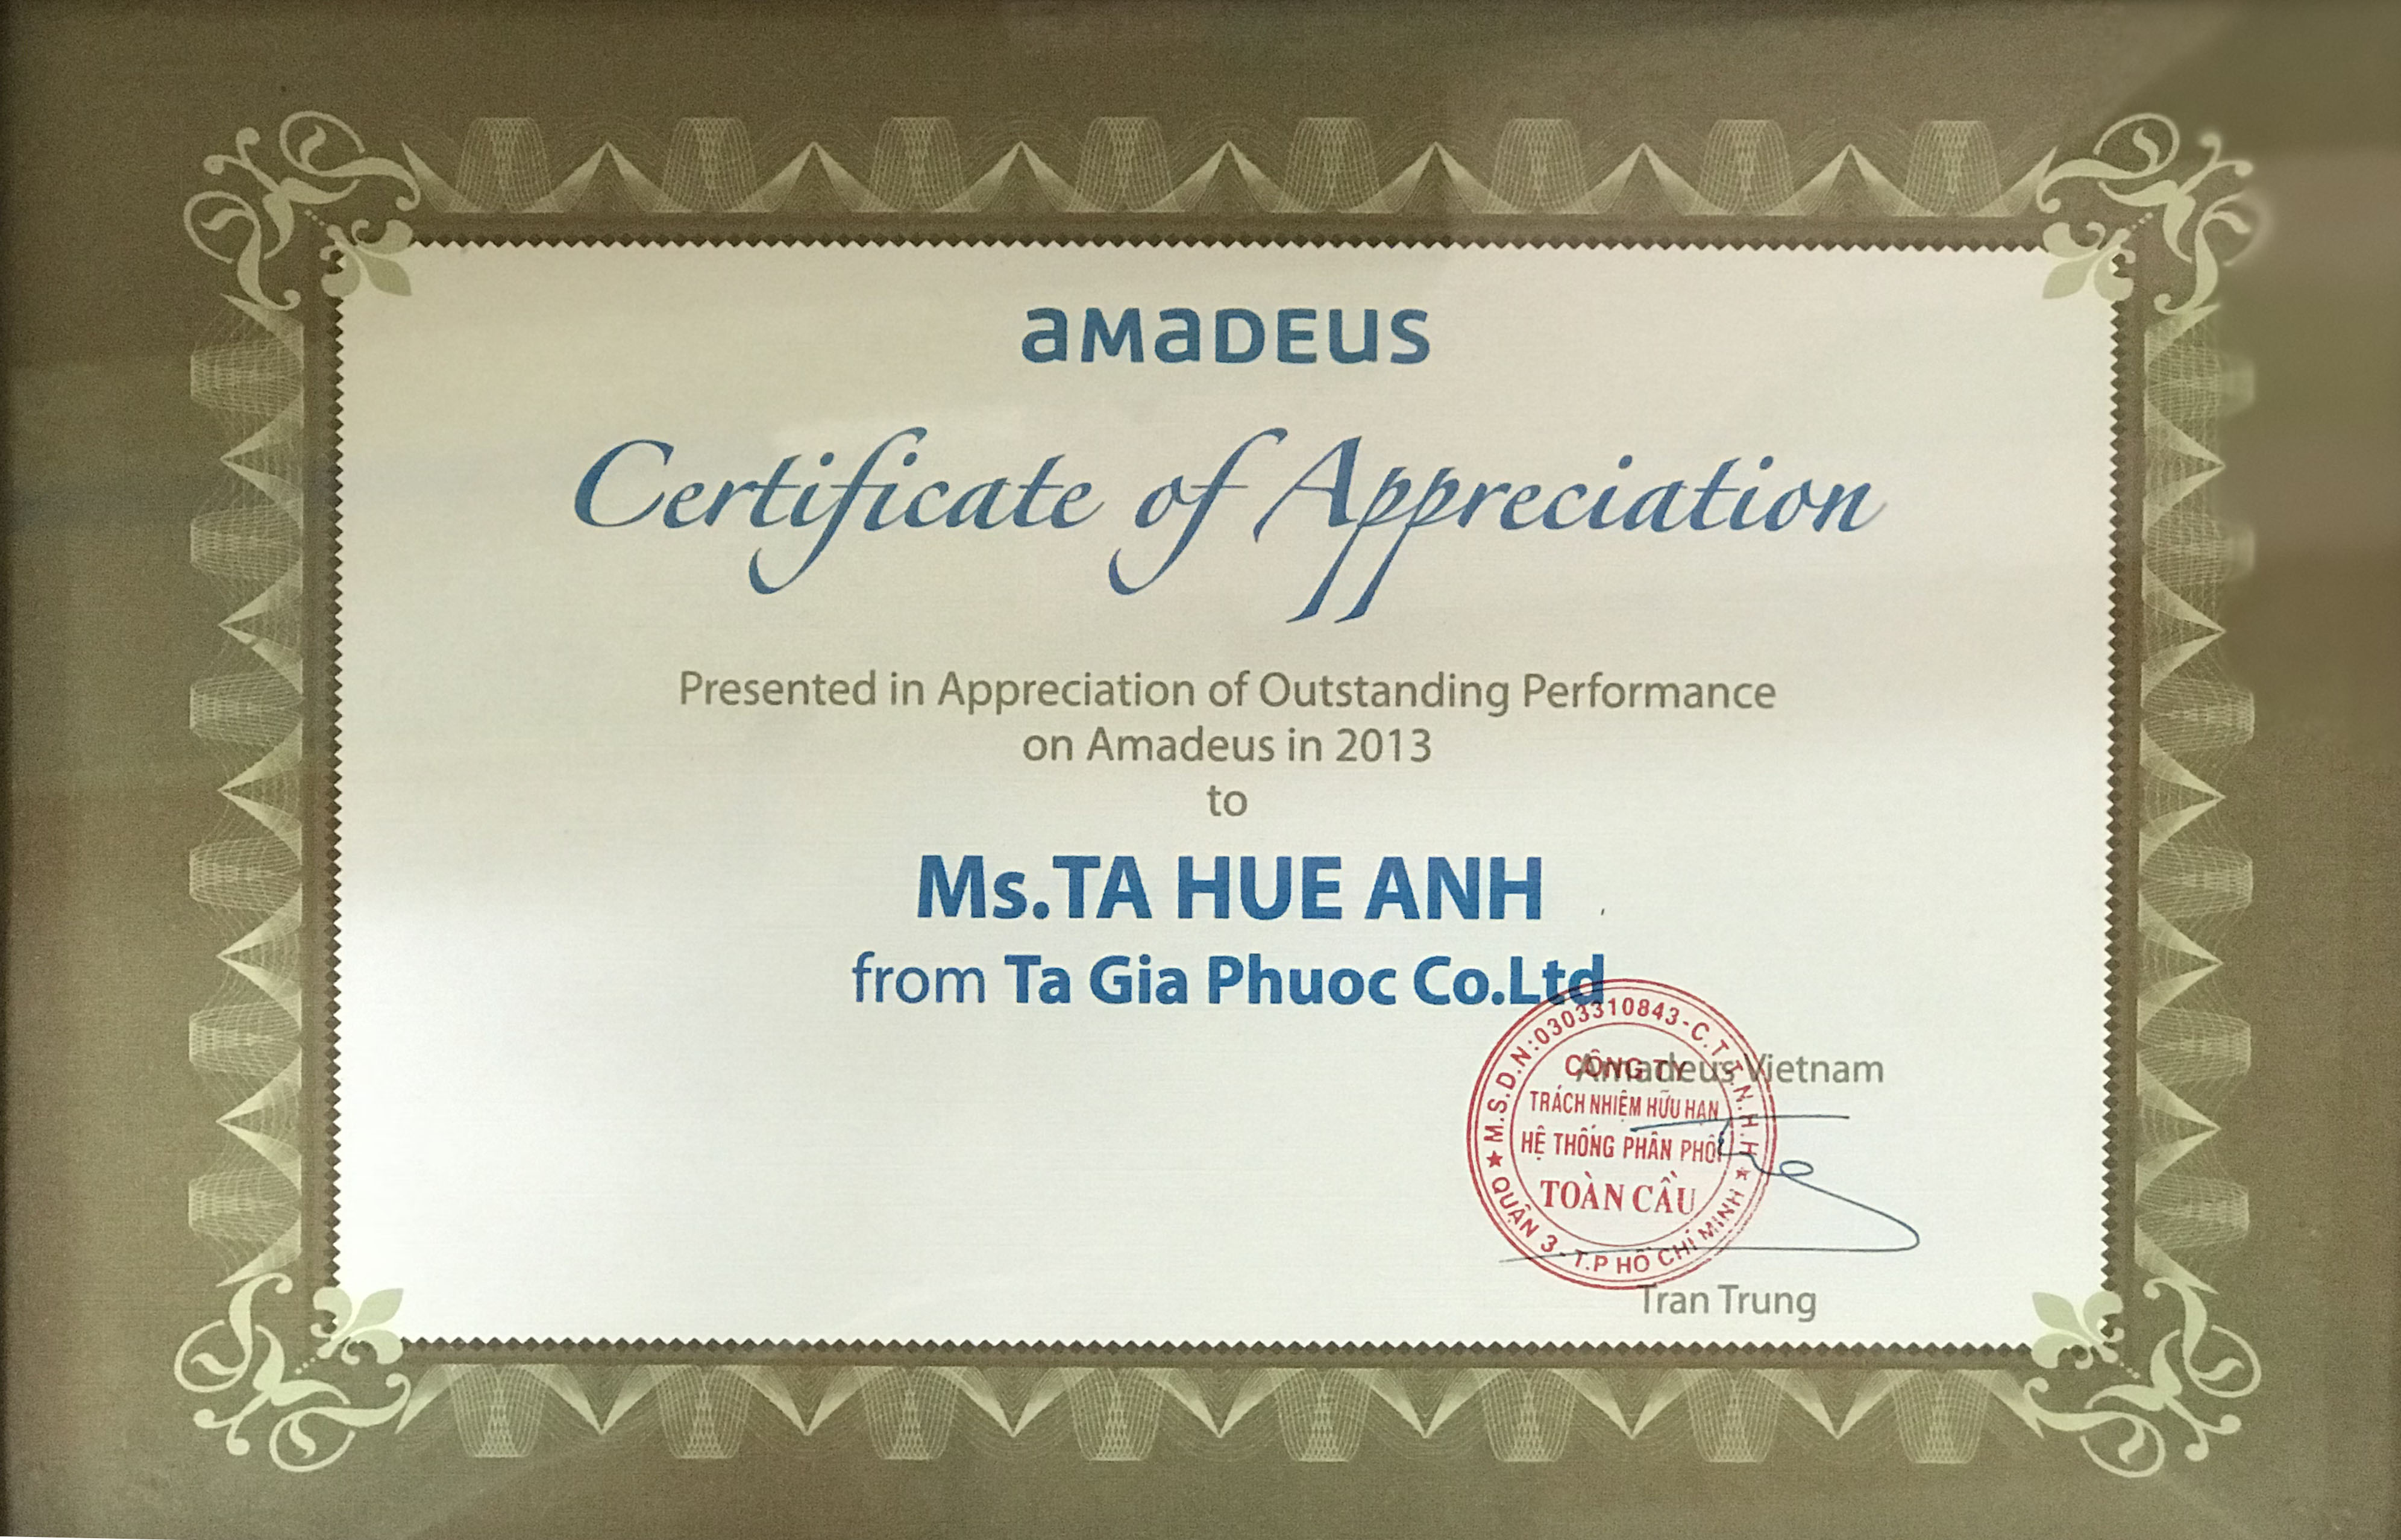 aMaDEUS
Certificate of Appreciation
Presented in Appreciation of Outstanding Performance
on Amadeus in 2013
to
Ms.TA HUE ANH
from Ta Gia Phuoc Co.Ltd
Amadeus Vietnam
M.S.D.N:0303310843-C.T.T.N.H.H
CÔNG TY
TRÁCH NHIỆM HỮU HẠN
HỆ THỐNG PHÂN PHỐI
TOÀN CẦU
QUẬN 3 - T.P HỒ CHÍ MINH
Tran Trung